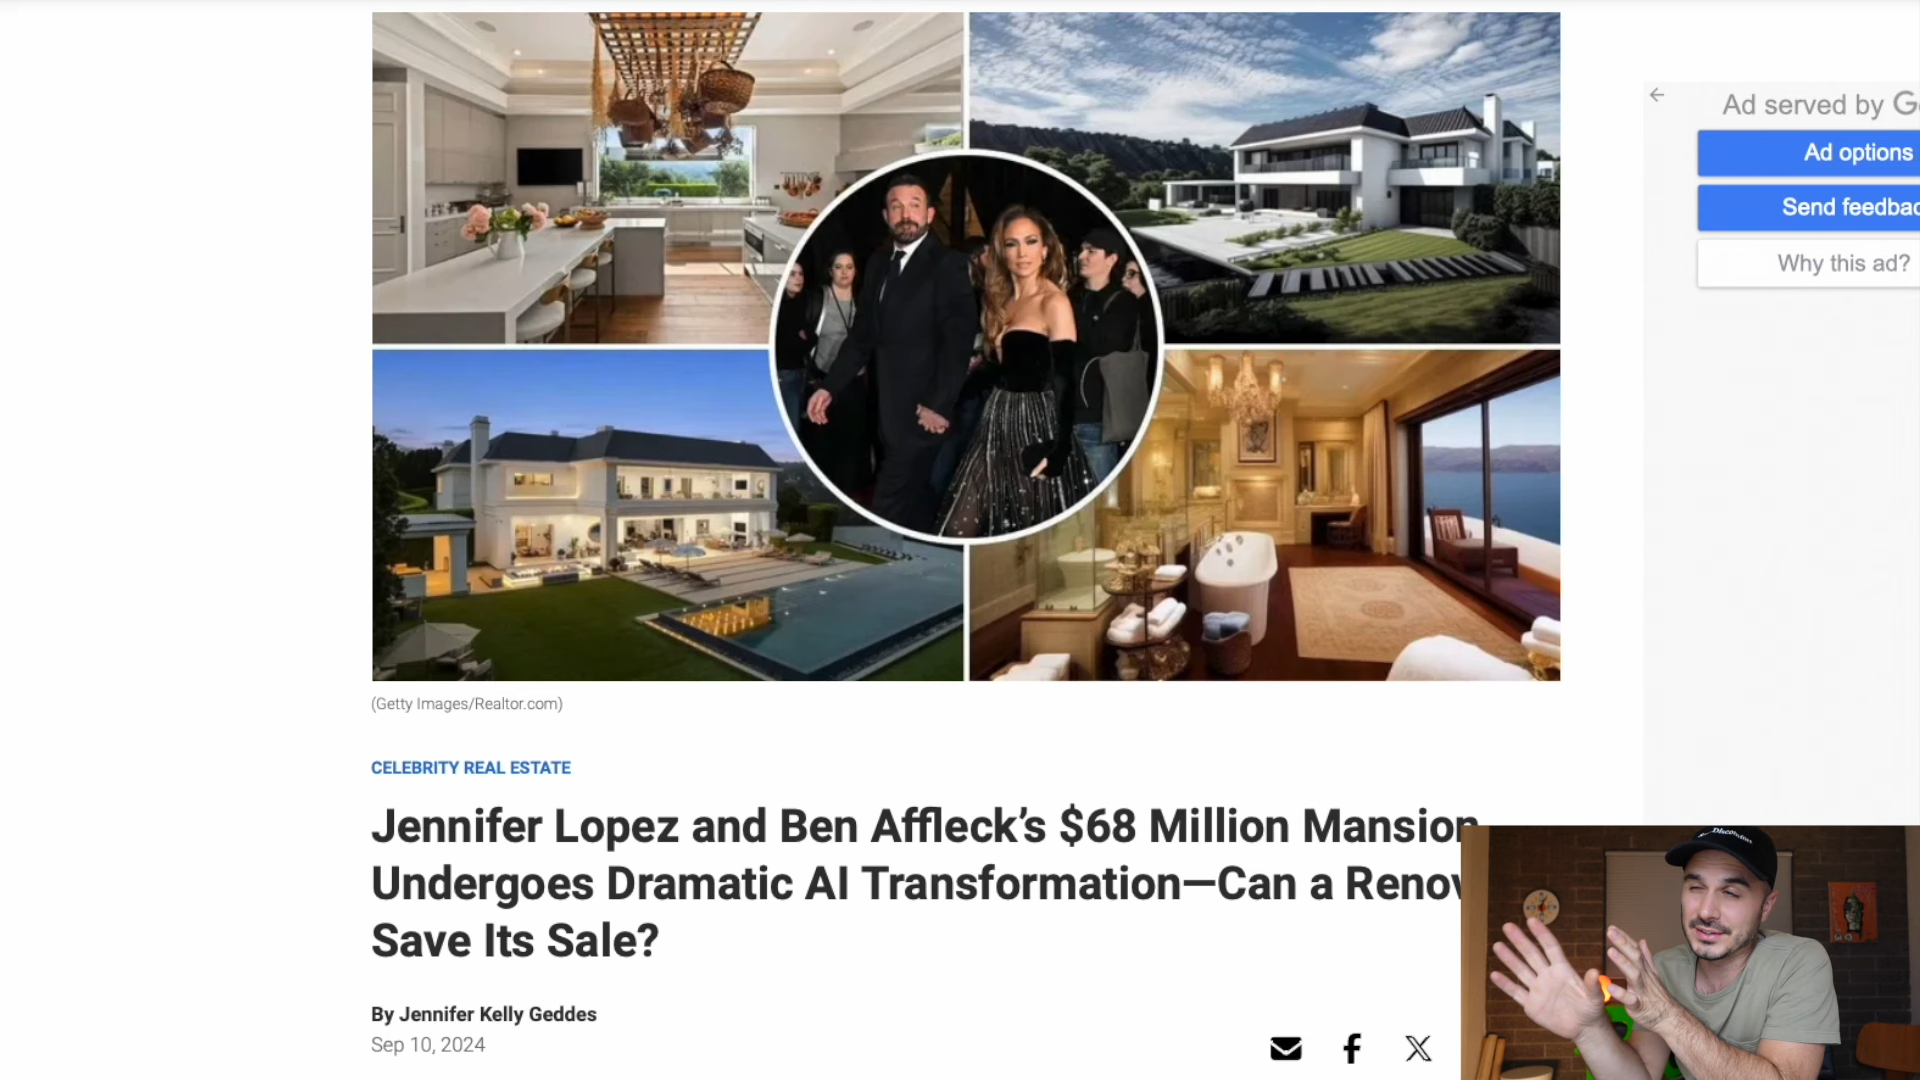 Ad served by
Ad options
Send feedbac
Why this ad?
(Getty Images/Realtor.com)
CELEBRITY REAL ESTATE
Jennifer Lopez and Ben Affleck’s $68 Million Mansion
Undergoes Dramatic AI Transformation—Can a Renov
Save Its Sale?
By Jennifer Kelly Geddes
Sep 10, 2024